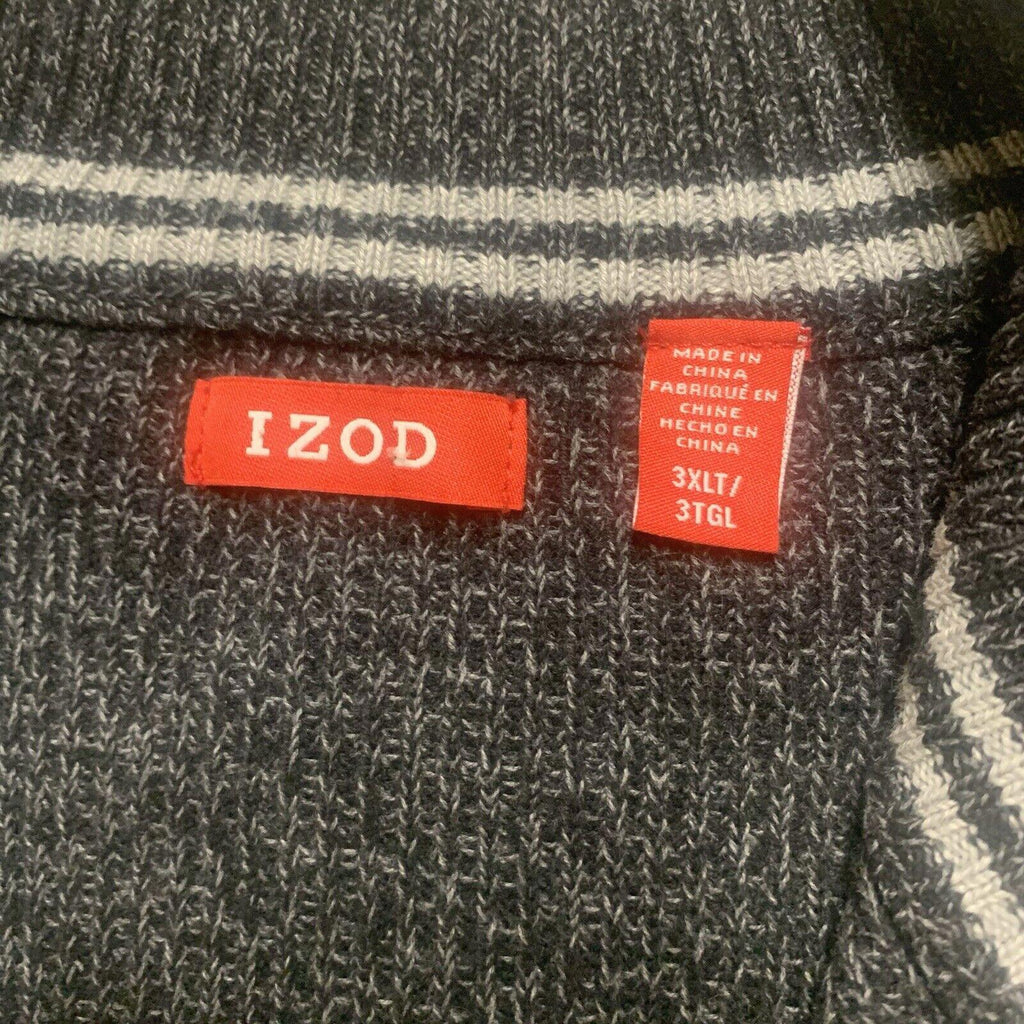 IZOD
MADE IN
CHINA
FABRIQUÉ EN
CHINE
HECHO EN
CHINA
3XLT/
3TGL